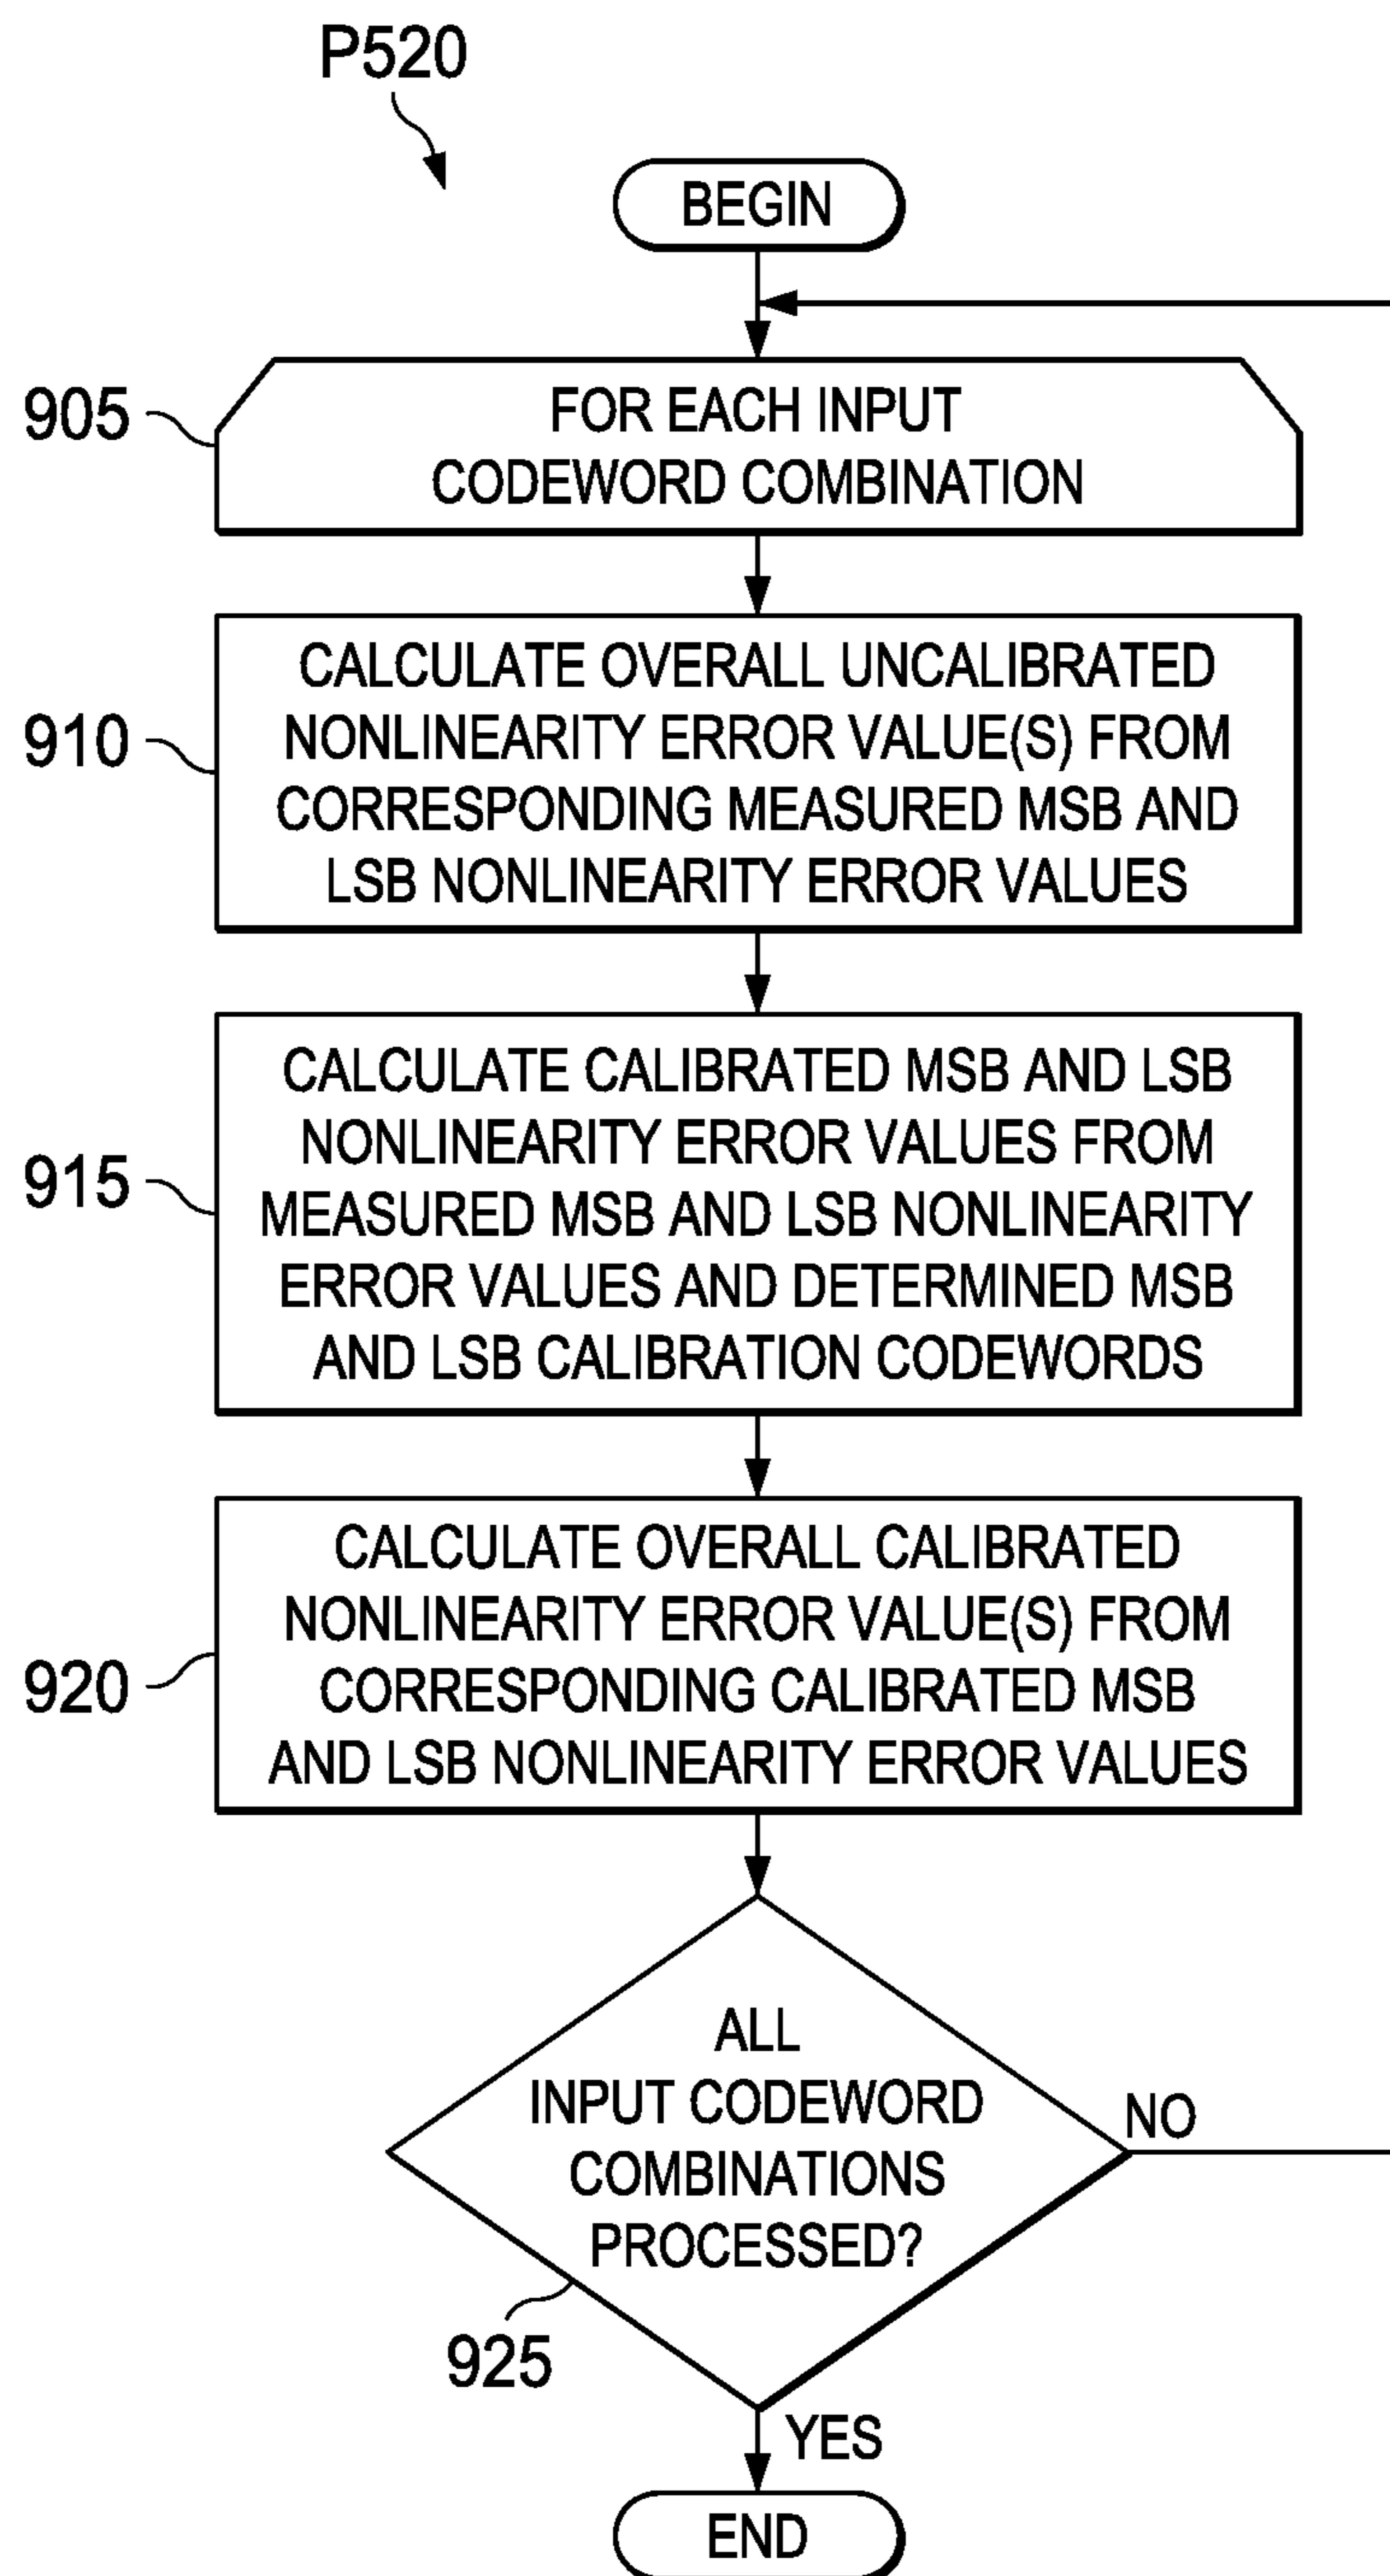 P520
BEGIN
905
FOR EACH INPUT
CODEWORD COMBINATION
910
CALCULATE OVERALL UNCALIBRATED
NONLINEARITY ERROR VALUE(S) FROM
CORRESPONDING MEASURED MSB AND
LSB NONLINEARITY ERROR VALUES
915
CALCULATE CALIBRATED MSB AND LSB
NONLINEARITY ERROR VALUES FROM
MEASURED MSB AND LSB NONLINEARITY
ERROR VALUES AND DETERMINED MSB
AND LSB CALIBRATION CODEWORDS
920
CALCULATE OVERALL CALIBRATED
NONLINEARITY ERROR VALUE(S) FROM
CORRESPONDING CALIBRATED MSB
AND LSB NONLINEARITY ERROR VALUES
ALL
INPUT CODEWORD
COMBINATIONS
PROCESSED?
NO
925
YES
END